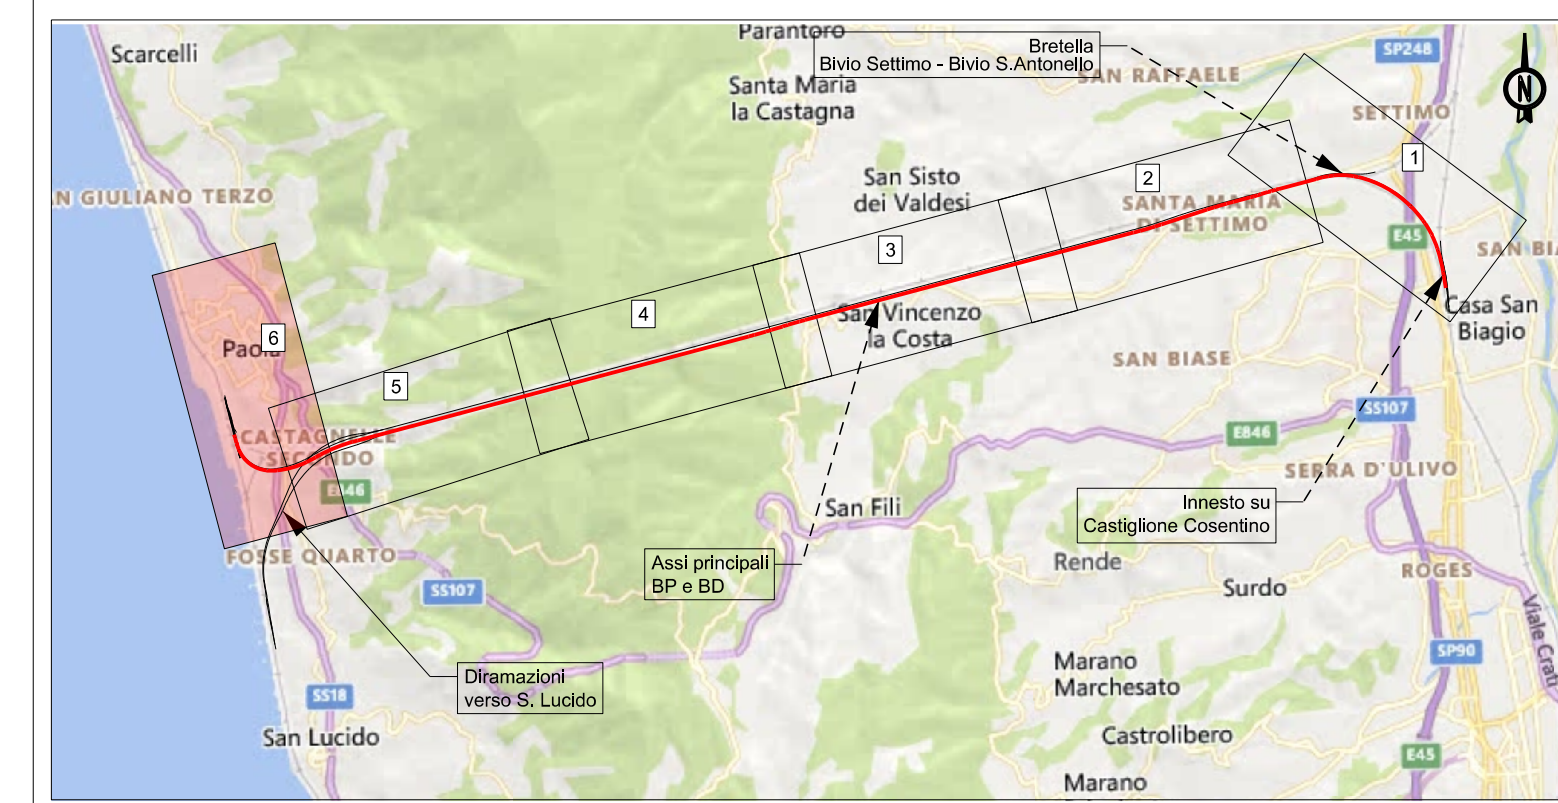 Parantoro
Bretella
Bivio Settimo - Bivio S.Antonello
Scarcelli
SP248
N
Santa Maria
la Castagna
SAN RAFFAELE
SETTIMO
1
2
San Sisto
dei Valdesi
SANTA MARIA
DI SETTIMO
N GIULIANO TERZO
E45
SAN BI
3
4
San Vincenzo
la Costa
Casa San
Biagio
6
Paola
5
SAN BIASE
SS107
E846
CASTAGNELLE
SECONDO
SERRA D'ULIVO
E846
San Fili
Innesto su
Castiglione Cosentino
FOSSE QUARTO
Assi principali
BP e BD
Rende
ROGES
SS107
Surdo
Viale Crati
SP90
Diramazioni
verso S. Lucido
Marano
Marchesato
SS18
San Lucido
Castrolibero
E45
Marano